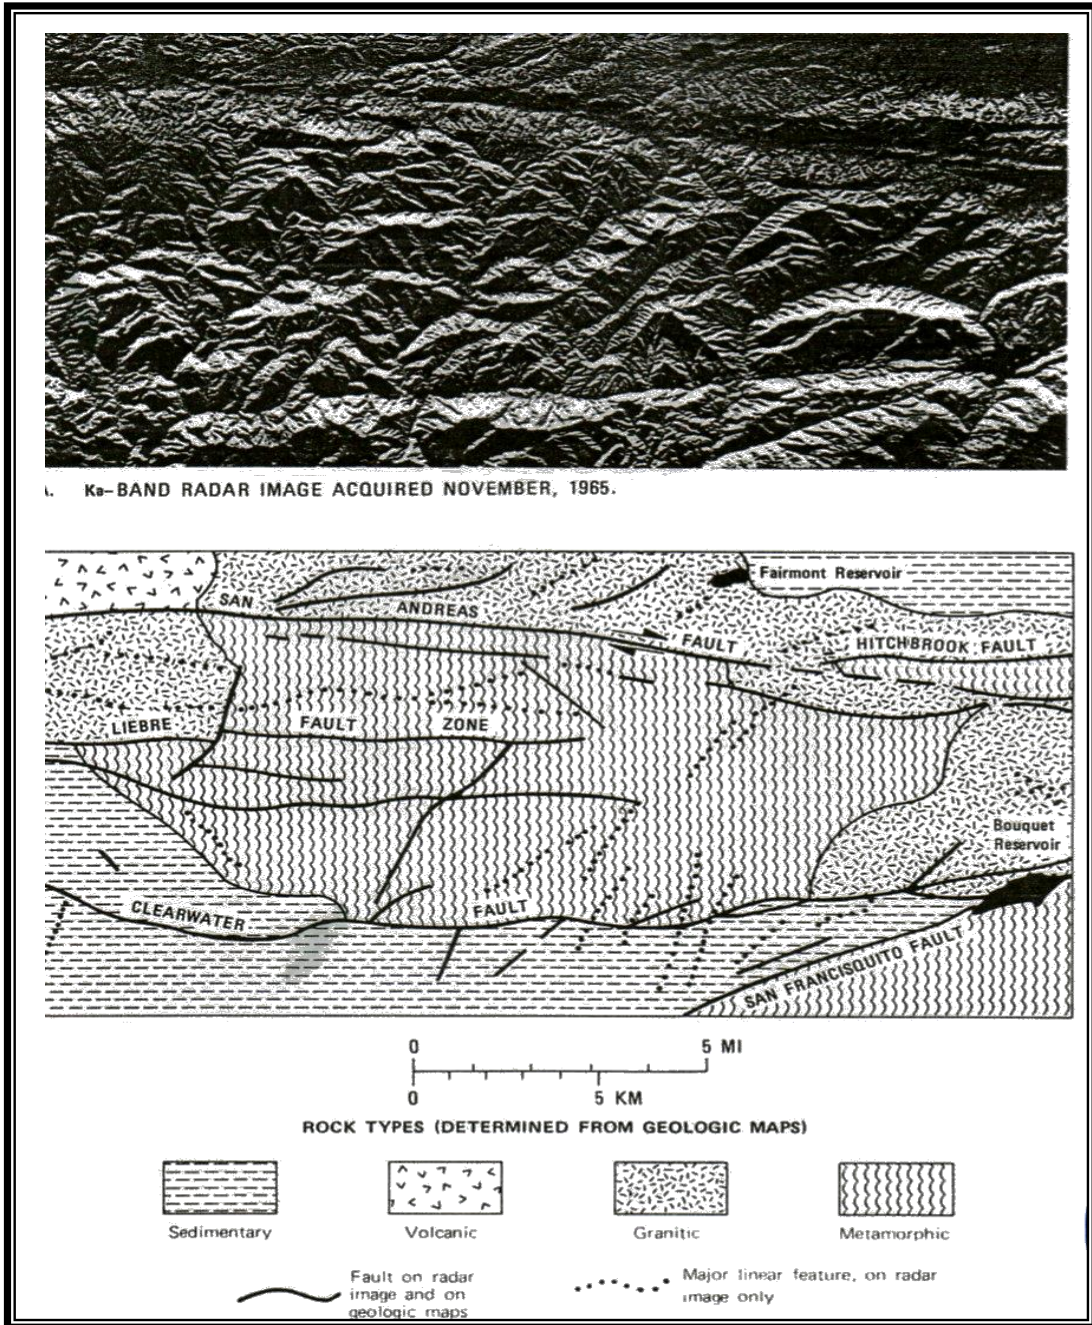 . Ka-BAND RADAR IMAGE ACQUIRED NOVEMBER, 1965.
Fairmont Reservoir
SAN ANDREAS FAULT
HITCHBROOK FAULT
LIEBRE FAULT ZONE
Bouquet
Reservoir
CLEARWATER FAULT
SAN FRANCISQUITO FAULT
0 5 MI
0 5 KM
ROCK TYPES (DETERMINED FROM GEOLOGIC MAPS)
Sedimentary Volcanic Granitic Metamorphic
Fault on radar
image and on
geologic maps
Major linear feature, on radar
image only